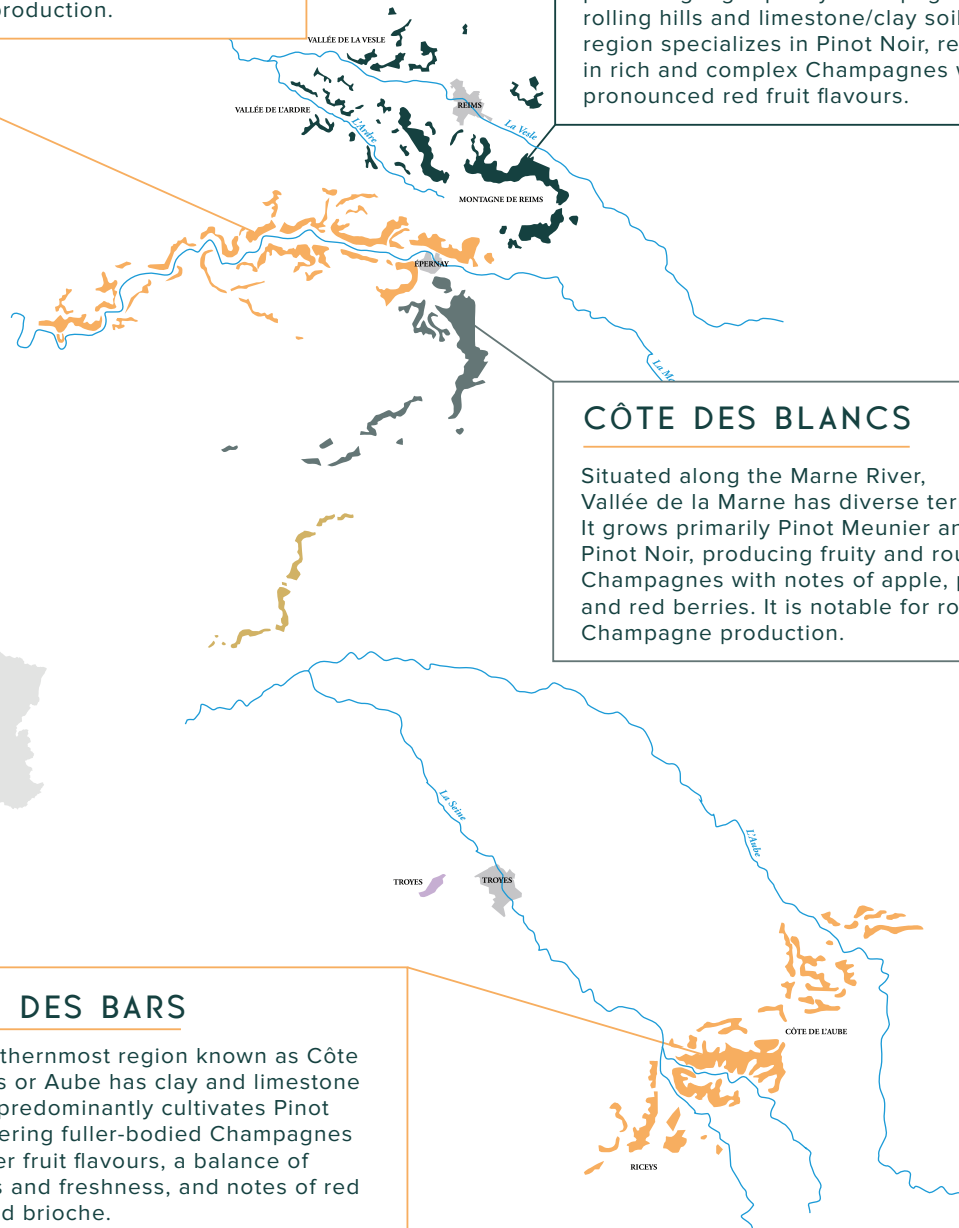 roduction.
rolling hills and limestone/clay soil
region specializes in Pinot Noir, re
in rich and complex Champagnes
pronounced red fruit flavours.
VALLÉE DE LA VESLE
REIMS
VALLÉE DE L'ARDRE
L'Ardre
La Vesle
MONTAGNE DE REIMS
ÉPERNAY
La Ma
CÔTE DES BLANCS
Situated along the Marne River,
Vallée de la Marne has diverse ter
It grows primarily Pinot Meunier an
Pinot Noir, producing fruity and rou
Champagnes with notes of apple, p
and red berries. It is notable for ro
Champagne production.
La Seine
L'Aube
TROYES
TROYES
CÔTE DE L'AUBE
RICEYS
DES BARS
thernmost region known as Côte
s or Aube has clay and limestone
predominantly cultivates Pinot
ering fuller-bodied Champagnes
er fruit flavours, a balance of
s and freshness, and notes of red
d brioche.